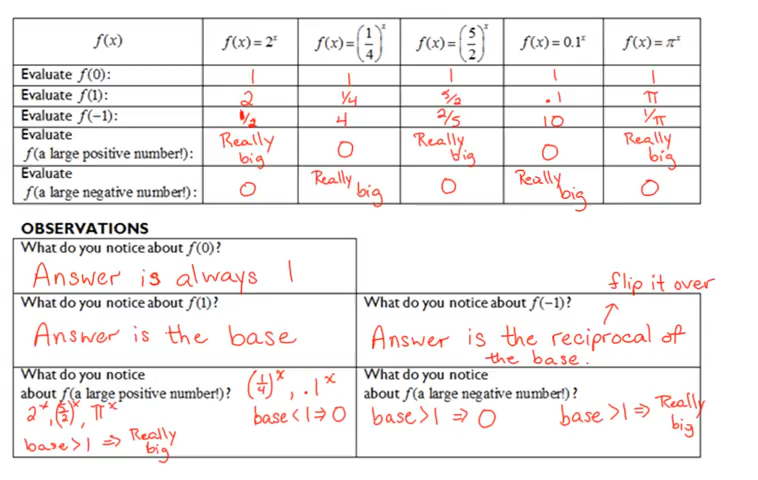 f(x) f(x) = 2^x f(x) = (1/4)^x f(x) = (5/2)^x f(x) = 0.1^x f(x) = π^x
Evaluate f(0): 1 1 1 1 1
Evaluate f(1): 2 1/4 5/2 .1 π
Evaluate f(-1): 1/2 4 2/5 10 1/π
Evaluate
f(a large positive number!): Really big 0 Really big 0 Really big
Evaluate
f(a large negative number!): 0 Really big 0 Really big 0
OBSERVATIONS
What do you notice about f(0)?
Answer is always 1
What do you notice about f(1)?
Answer is the base
flip it over
What do you notice about f(-1)?
Answer is the reciprocal of
the base.
What do you notice
about f(a large positive number!)?
2^x, (5/2)^x, π^x
base > 1 ⇒ Really big
(1/4)^x, .1^x
base < 1 ⇒ 0
What do you notice
about f(a large negative number!)?
base > 1 ⇒ 0
base > 1 ⇒ Really big